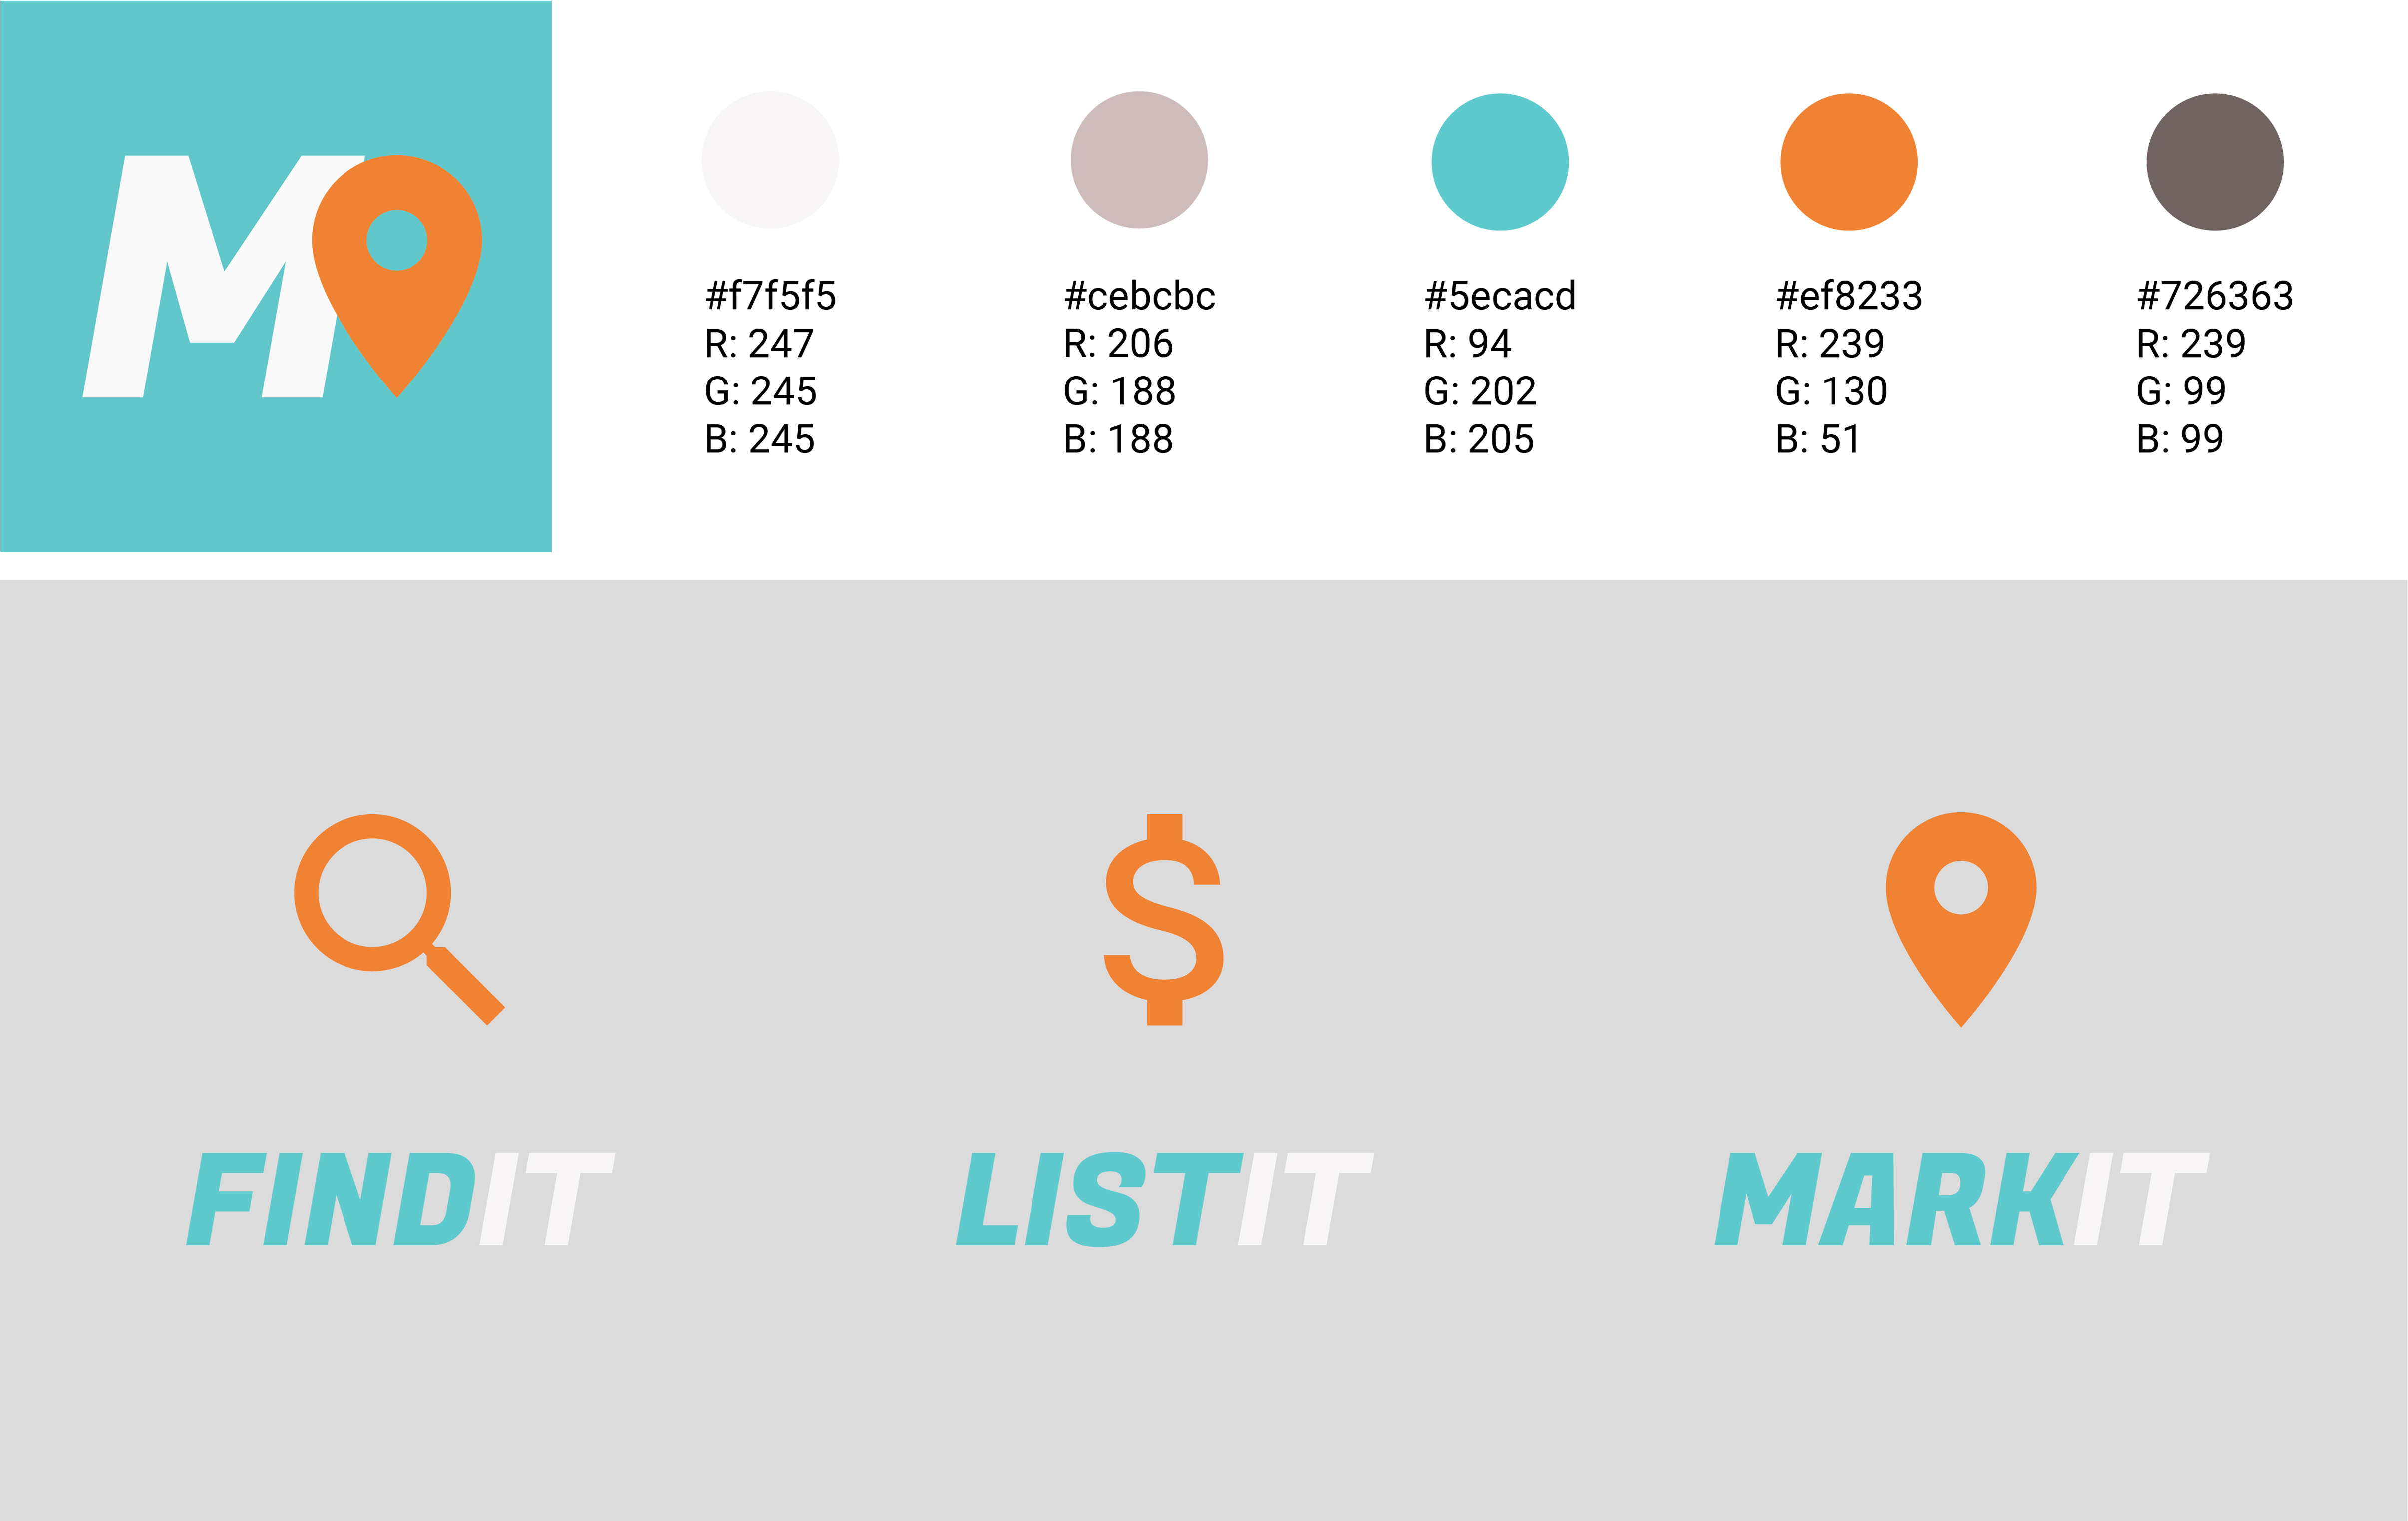 M
#f7f5f5
R: 247
G: 245
B: 245
#cebcbc
R: 206
G: 188
B: 188
#5ecacd
R: 94
G: 202
B: 205
#ef8233
R: 239
G: 130
B: 51
#726363
R: 239
G: 99
B: 99
$
FINDIT
LISTIT
MARKIT